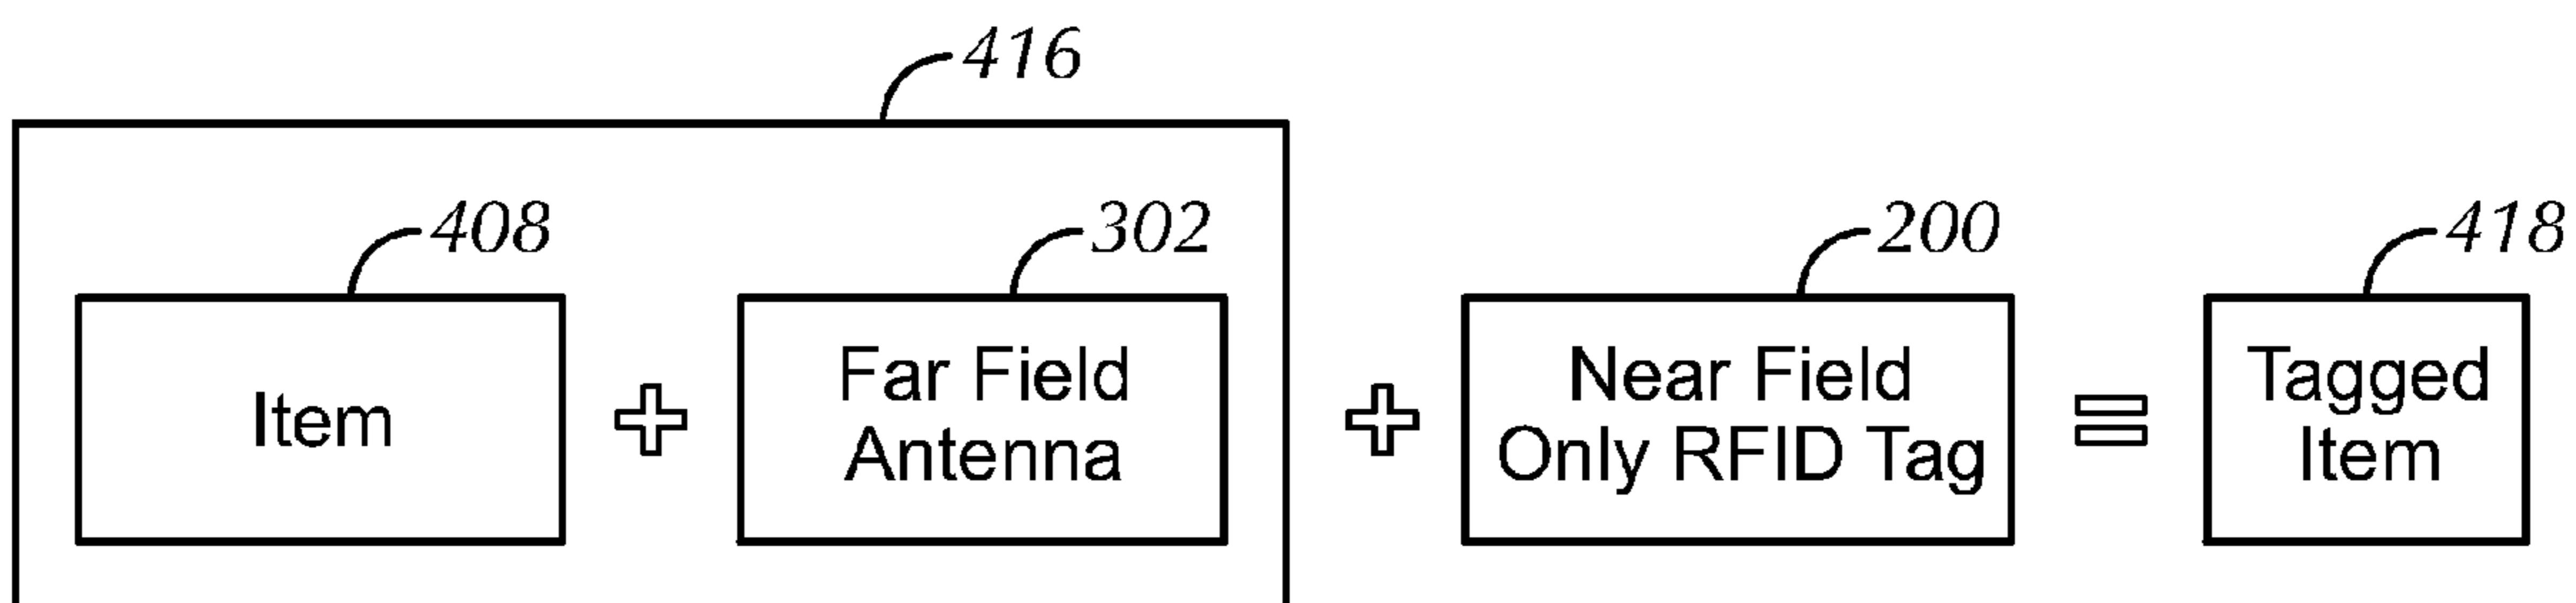 416
408
302
200
418
Item
+
Far Field
Antenna
+
Near Field
Only RFID Tag
=
Tagged
Item